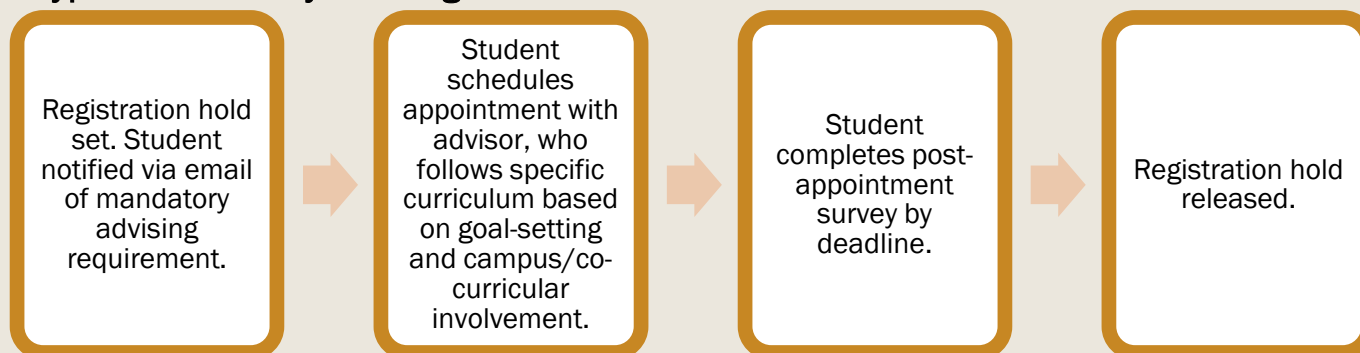 Registration hold
set. Student
notified via email
of mandatory
advising
requirement.
Student
schedules
appointment with
advisor, who
follows specific
curriculum based
on goal-setting
and campus/co-
curricular
involvement.
Student
completes post-
appointment
survey by
deadline.
Registration hold
released.